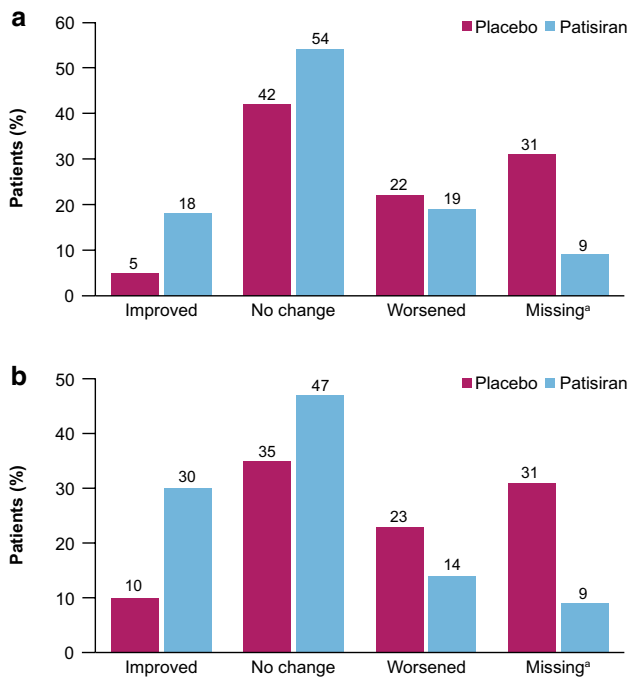 a
Placebo Patisiran
Patients (%)
60
50
40
30
20
10
0
5 18 42 54 22 19 31 9
Improved No change Worsened Missingᵃ
b
Placebo Patisiran
Patients (%)
50
40
30
20
10
0
10 30 35 47 23 14 31 9
Improved No change Worsened Missingᵃ